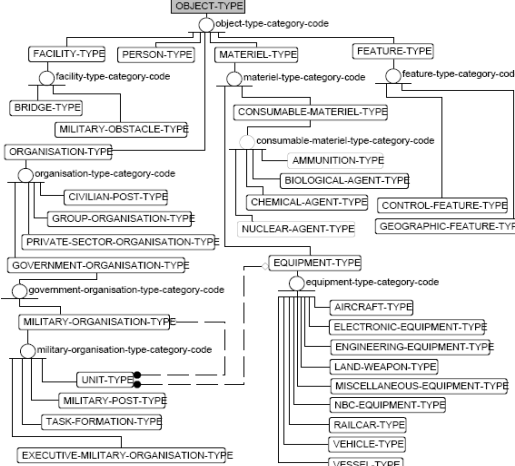 OBJECT-TYPE
object-type-category-code
FACILITY-TYPE
PERSON-TYPE
MATERIEL-TYPE
FEATURE-TYPE
facility-type-category-code
materiel-type-category-code
feature-type-category-cod
BRIDGE-TYPE
MILITARY-OBSTACLE-TYPE
CONSUMABLE-MATERIEL-TYPE
consumable-materiel-type-category-code
AMMUNITION-TYPE
BIOLOGICAL-AGENT-TYPE
CHEMICAL-AGENT-TYPE
NUCLEAR-AGENT-TYPE
CONTROL-FEATURE-TYPE
GEOGRAPHIC-FEATURE-TYP
ORGANISATION-TYPE
organisation-type-category-code
CIVILIAN-POST-TYPE
GROUP-ORGANISATION-TYPE
PRIVATE-SECTOR-ORGANISATION-TYPE
GOVERNMENT-ORGANISATION-TYPE
government-organisation-type-category-code
MILITARY-ORGANISATION-TYPE
military-organisation-type-category-code
UNIT-TYPE
MILITARY-POST-TYPE
TASK-FORMATION-TYPE
EXECUTIVE-MILITARY-ORGANISATION-TYPE
EQUIPMENT-TYPE
equipment-type-category-code
AIRCRAFT-TYPE
ELECTRONIC-EQUIPMENT-TYPE
ENGINEERING-EQUIPMENT-TYPE
LAND-WEAPON-TYPE
MISCELLANEOUS-EQUIPMENT-TYPE
NBC-EQUIPMENT-TYPE
RAILCAR-TYPE
VEHICLE-TYPE
VESSEL-TYPE